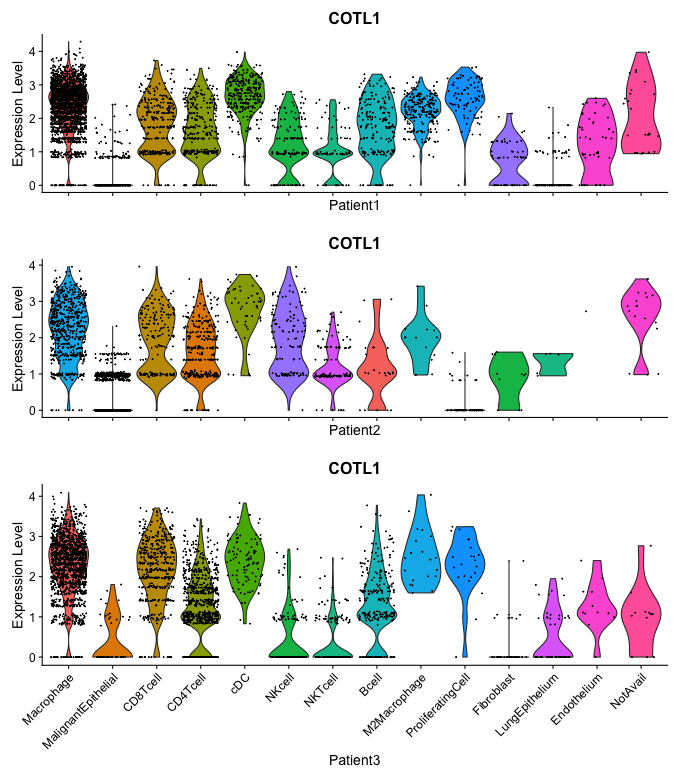 COTL1
Expression Level
4
3
2
1
0
Patient1
COTL1
Expression Level
4
3
2
1
0
Patient2
COTL1
Expression Level
4
3
2
1
0
Macrophage
MalignantEpithelial
CD8Tcell
CD4Tcell
cDC
NKcell
NKTcell
Bcell
M2Macrophage
ProliferatingCell
Fibroblast
LungEpithelium
Endothelium
NotAvail
Patient3